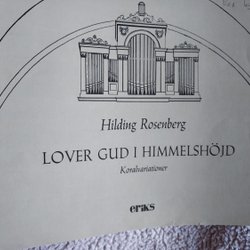 Hilding Rosenberg
LOVER GUD I HIMMELSHÖJD
Koralvariationer
eriks